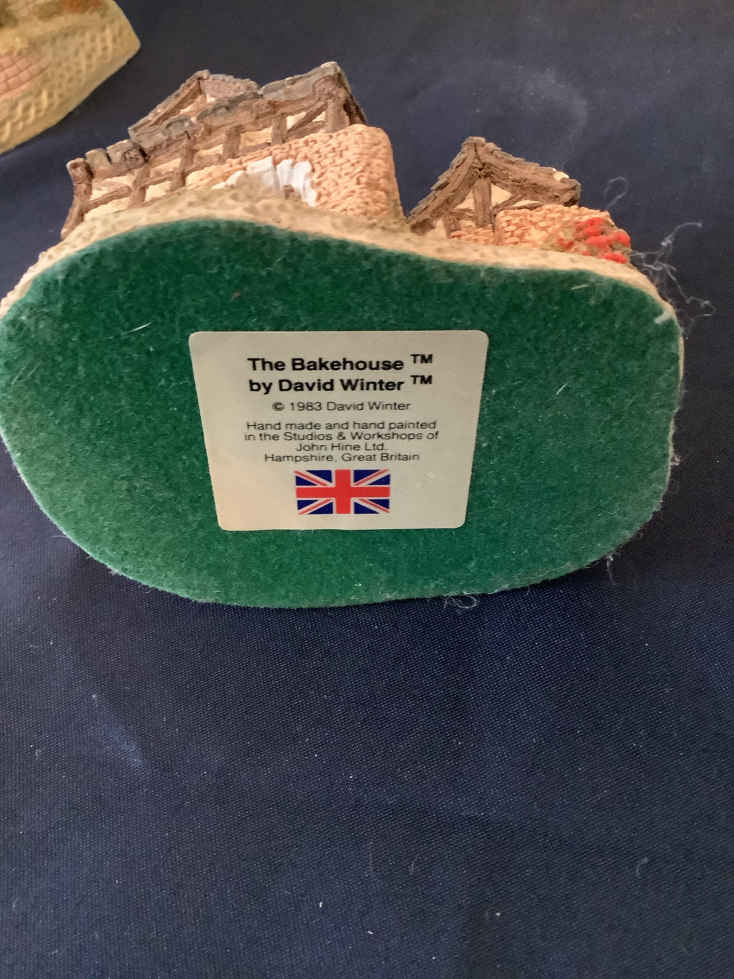 The Bakehouse ™
by David Winter ™
© 1983 David Winter
Hand made and hand painted
in the Studios & Workshops of
John Hine Ltd.
Hampshire, Great Britain